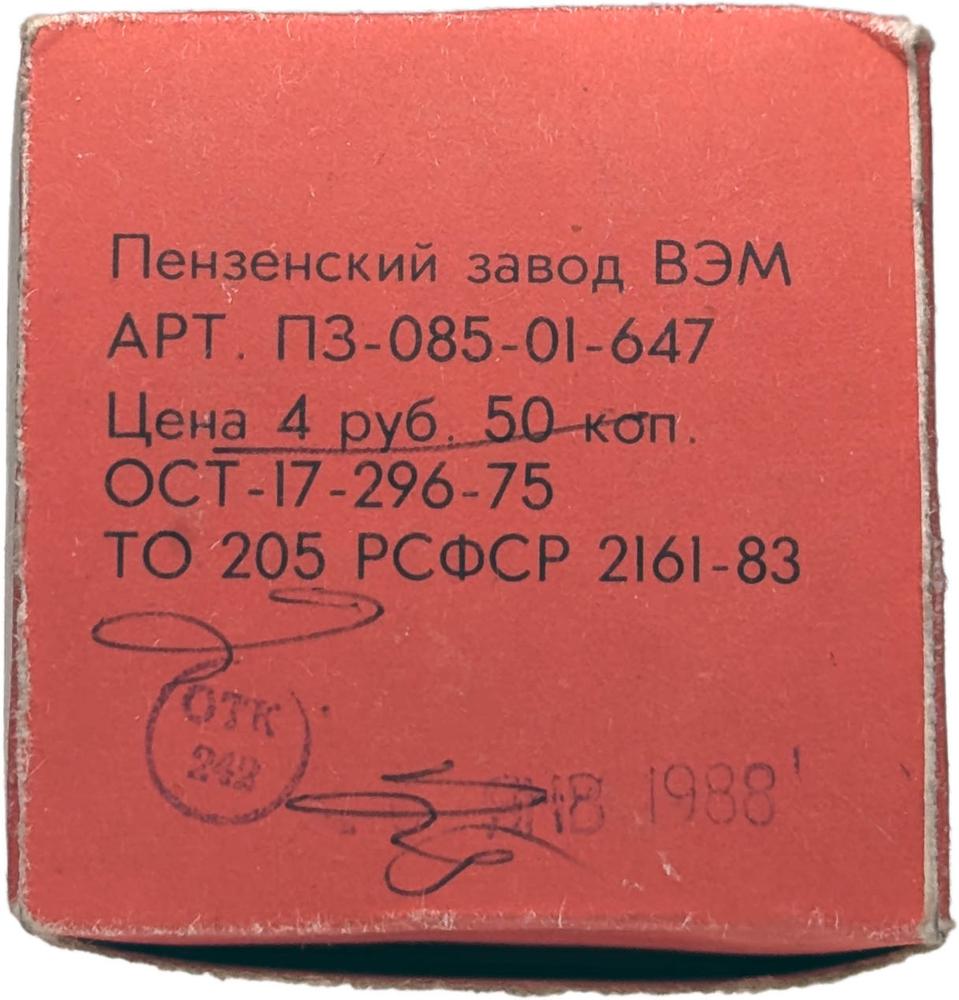 Пензенский завод ВЭМ
АРТ. ПЗ-085-01-647
Цена 4 руб. 50 коп.
ОСТ-17-296-75
ТО 205 РСФСР 2161-83
ОТК
242
ЯНВ 1988